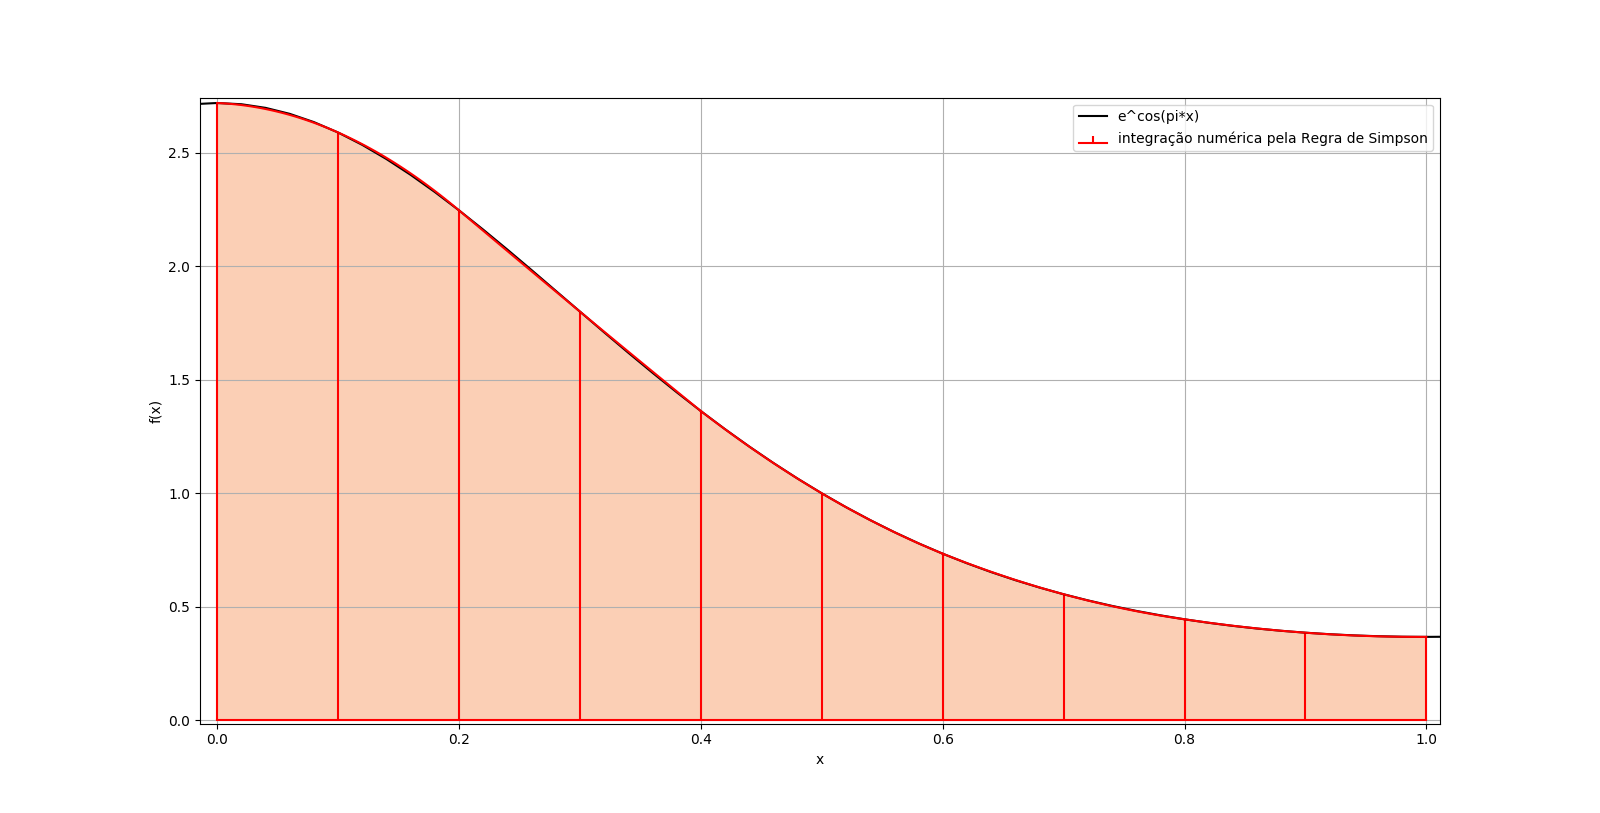 e^cos(pi*x)
integração numérica pela Regra de Simpson
2.5
2.0
1.5
1.0
0.5
0.0
f(x)
0.0 0.2 0.4 0.6 0.8 1.0
x